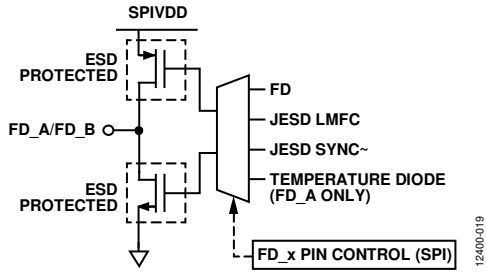 SPIVDD
ESD
PROTECTED
FD
JESD LMFC
FD_A/FD_B
JESD SYNC~
TEMPERATURE DIODE
(FD_A ONLY)
ESD
PROTECTED
FD_x PIN CONTROL (SPI)
12400-019